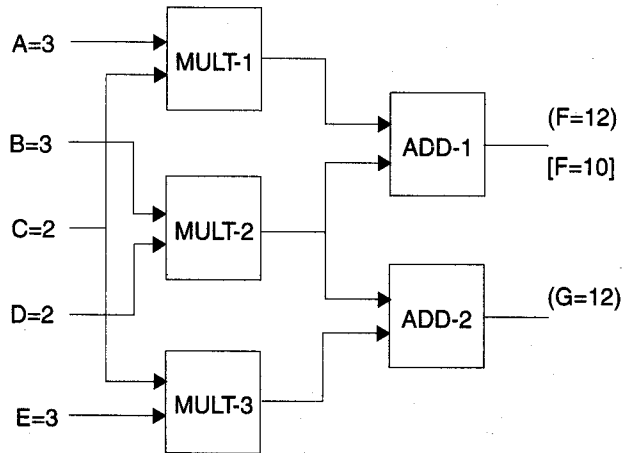 A=3
MULT-1
B=3
ADD-1
(F=12)
[F=10]
C=2
MULT-2
D=2
ADD-2
(G=12)
E=3
MULT-3